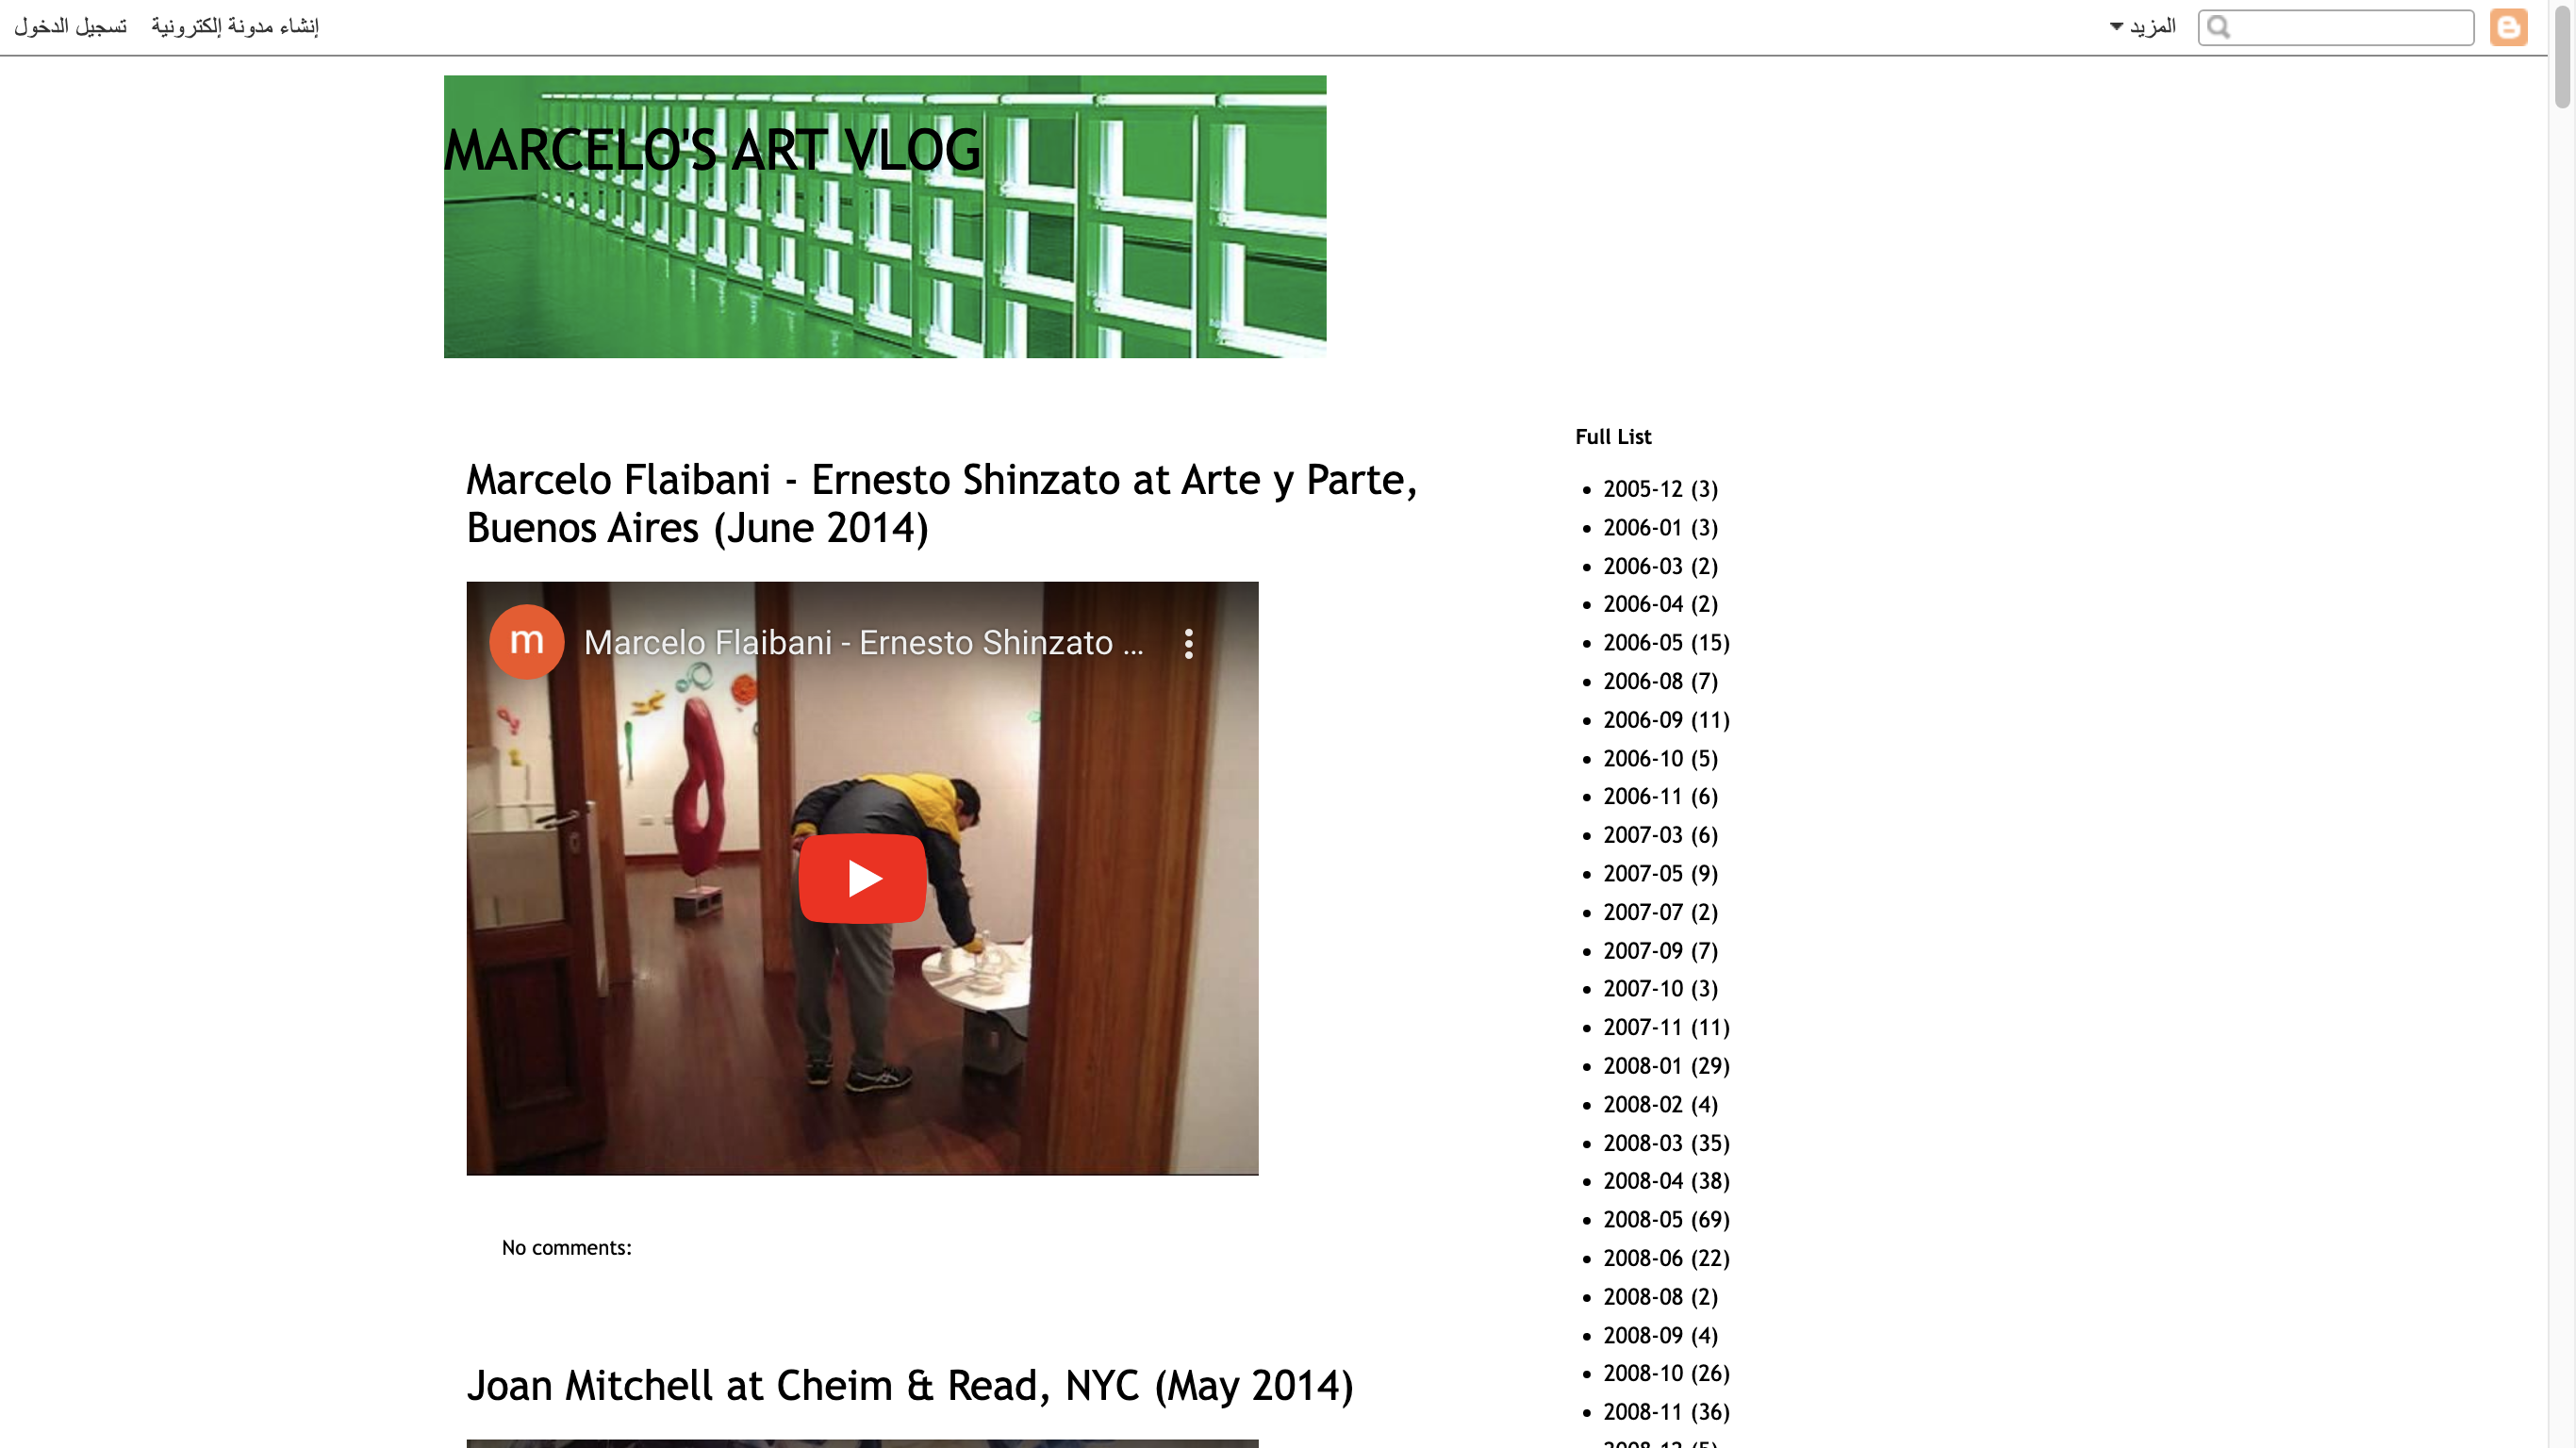 تسجيل الدخول
إنشاء مدونة إلكترونية
المزيد
MARCELO'S ART VLOG
Marcelo Flaibani - Ernesto Shinzato at Arte y Parte,
Buenos Aires (June 2014)
m
Marcelo Flaibani - Ernesto Shinzato ...
No comments:
Joan Mitchell at Cheim & Read, NYC (May 2014)
Full List
2005-12 (3)
2006-01 (3)
2006-03 (2)
2006-04 (2)
2006-05 (15)
2006-08 (7)
2006-09 (11)
2006-10 (5)
2006-11 (6)
2007-03 (6)
2007-05 (9)
2007-07 (2)
2007-09 (7)
2007-10 (3)
2007-11 (11)
2008-01 (29)
2008-02 (4)
2008-03 (35)
2008-04 (38)
2008-05 (69)
2008-06 (22)
2008-08 (2)
2008-09 (4)
2008-10 (26)
2008-11 (36)